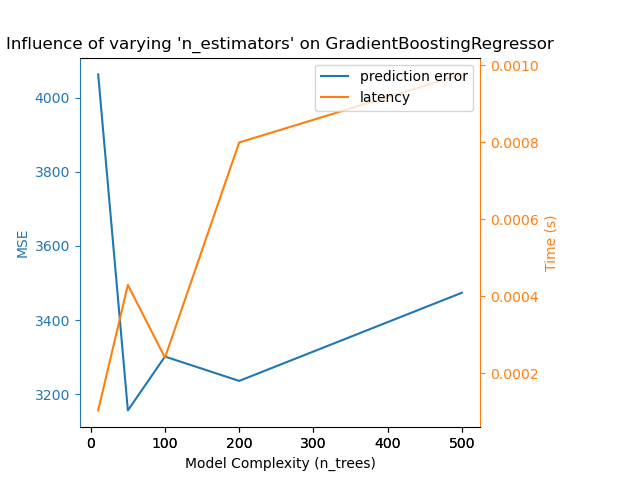 Influence of varying 'n_estimators' on GradientBoostingRegressor
prediction error
latency
4000
3800
3600
3400
3200
MSE
0.0010
0.0008
0.0006
0.0004
0.0002
Time (s)
0 100 200 300 400 500
Model Complexity (n_trees)